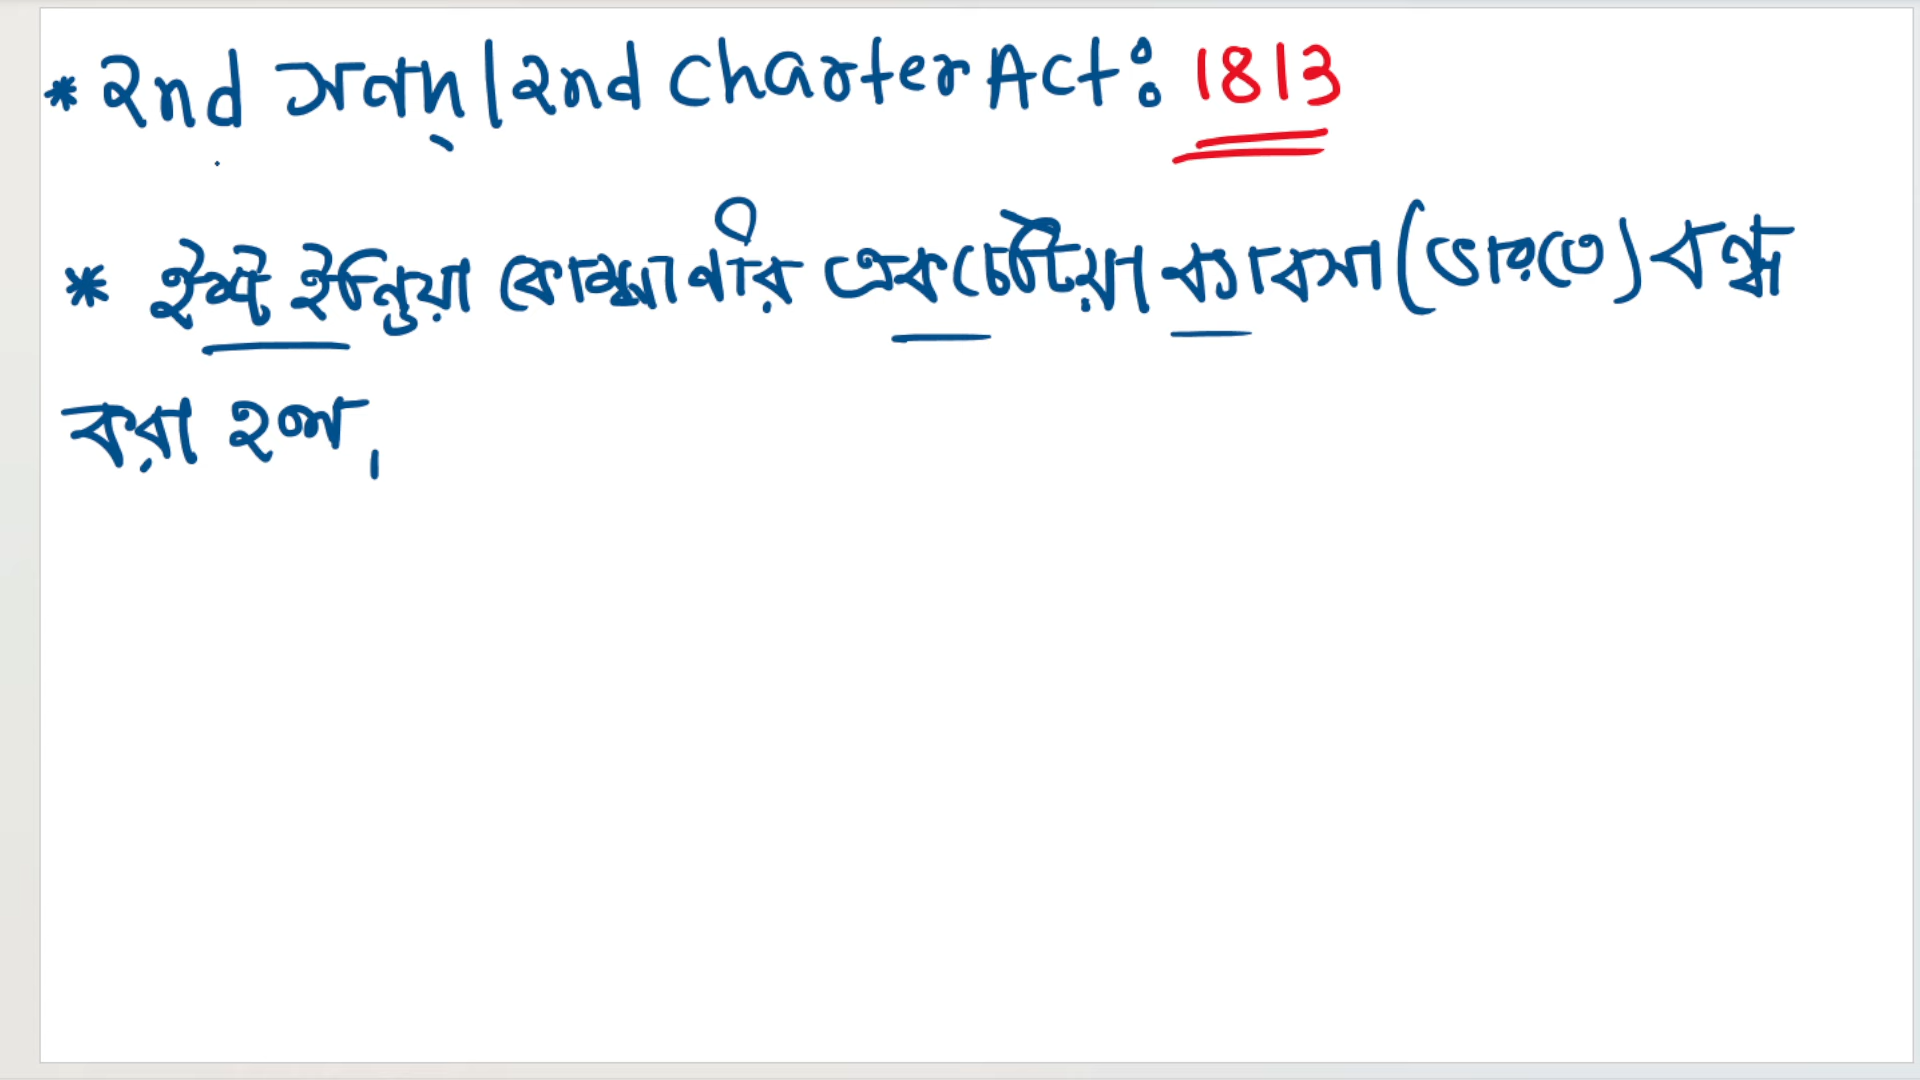 * 2nd সনদ | 2nd Charter Act: 1813
* ইস্ট ইন্ডিয়া কোম্পানীর একচেটিয়া ব্যাবসা (ভারতে) বন্ধ
করা হল।